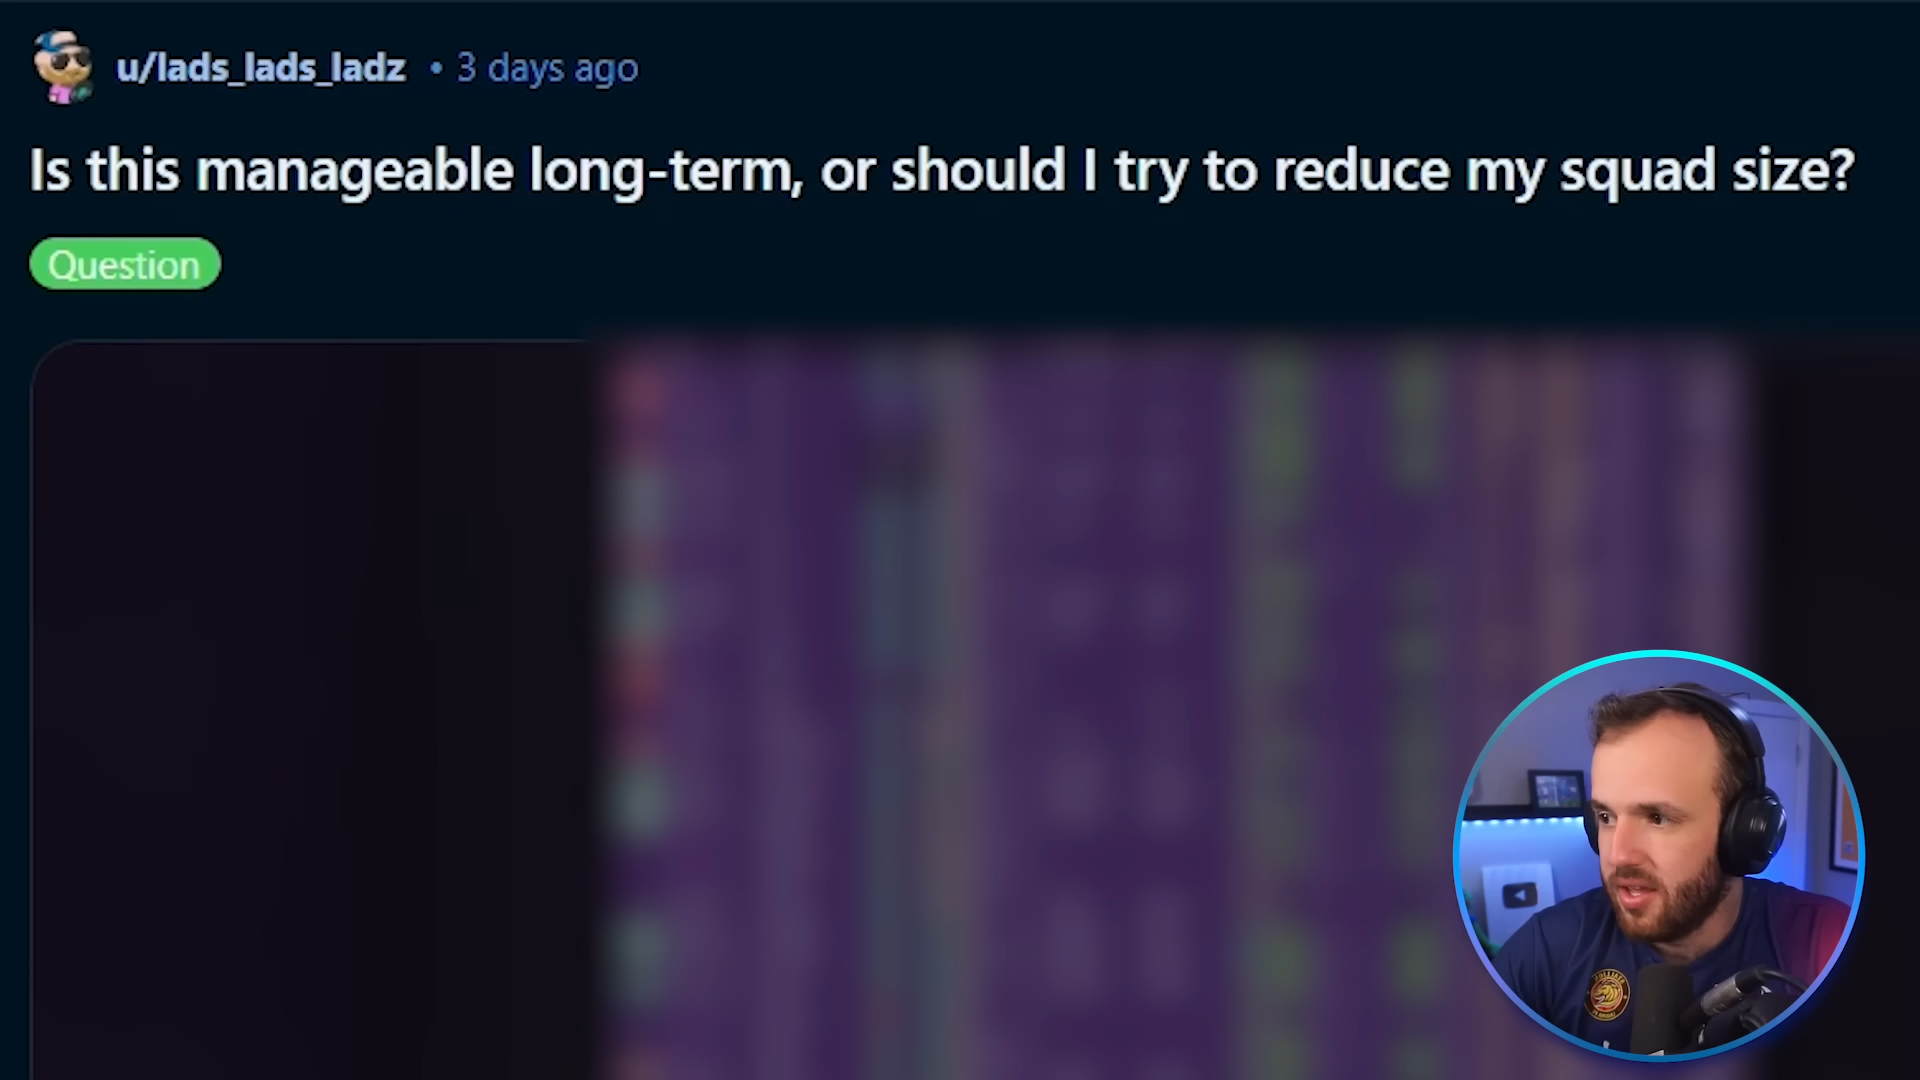 u/lads_lads_ladz • 3 days ago
Is this manageable long-term, or should I try to reduce my squad size?
Question